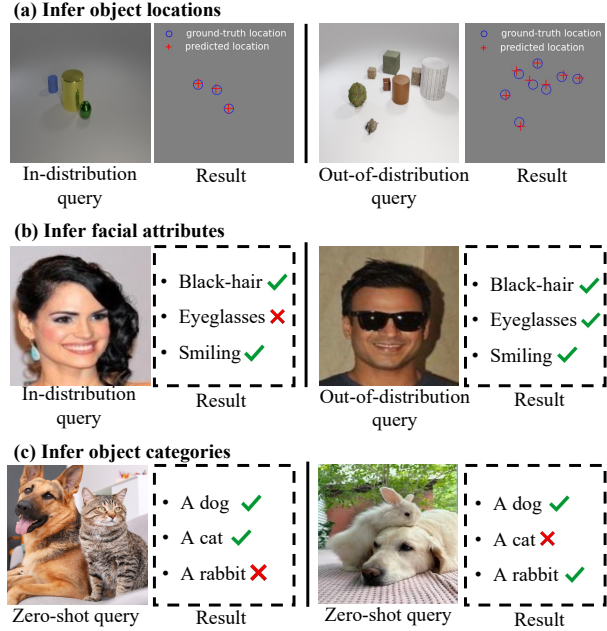 (a) Infer object locations
ground-truth location
predicted location
ground-truth location
predicted location
In-distribution
query
Result
Out-of-distribution
query
Result
(b) Infer facial attributes
• Black-hair ✓
• Eyeglasses ✗
• Smiling ✓
• Black-hair ✓
• Eyeglasses ✓
• Smiling ✓
In-distribution
query
Result
Out-of-distribution
query
Result
(c) Infer object categories
• A dog ✓
• A cat ✓
• A rabbit ✗
• A dog ✓
• A cat ✗
• A rabbit ✓
Zero-shot query
Result
Zero-shot query
Result